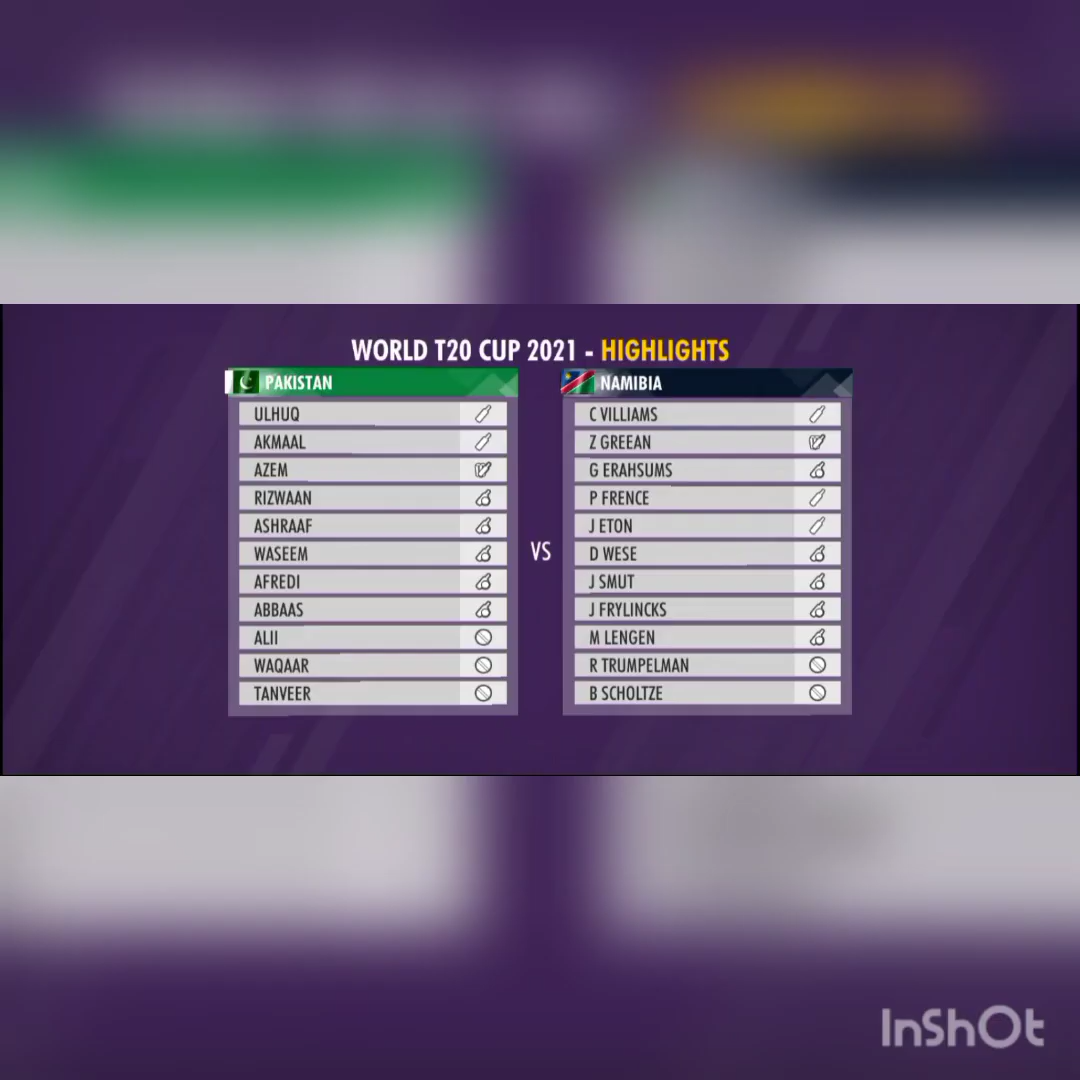 WORLD T20 CUP 2021 - HIGHLIGHTS
PAKISTAN
ULHUQ
AKMAAL
AZEM
RIZWAAN
ASHRAAF
WASEEM
AFREDI
ABBAAS
ALII
WAQAAR
TANVEER
VS
NAMIBIA
C VILLIAMS
Z GREEAN
G ERAHSUMS
P FRENCE
J ETON
D WESE
J SMUT
J FRYLINCKS
M LENGEN
R TRUMPELMAN
B SCHOLTZE
InShOt